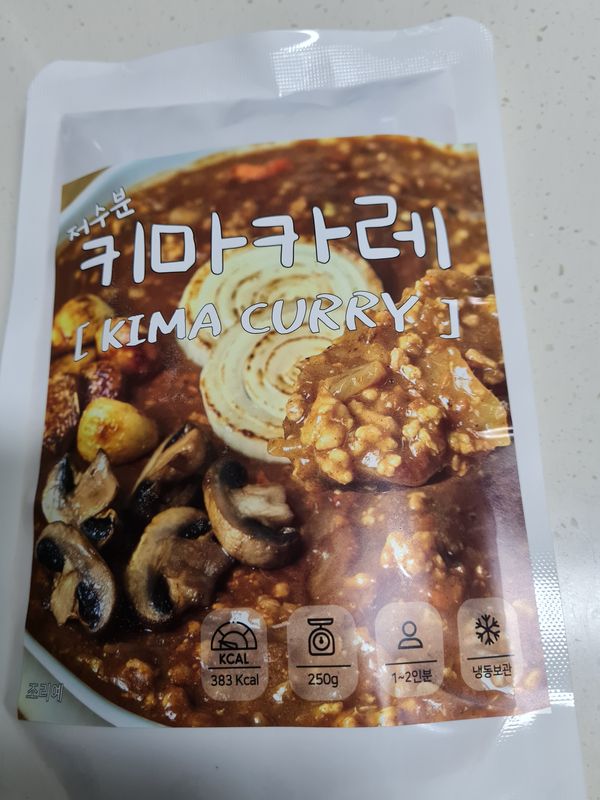 저수분
키마카레
[ KIMA CURRY ]
KCAL
383 Kcal
250g
1~2인분
냉동보관
조리예